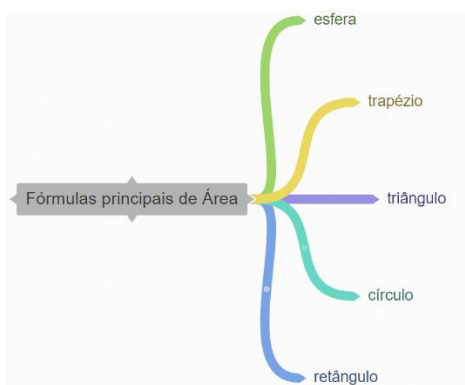 esfera
trapézio
Fórmulas principais de Área
triângulo
círculo
retângulo